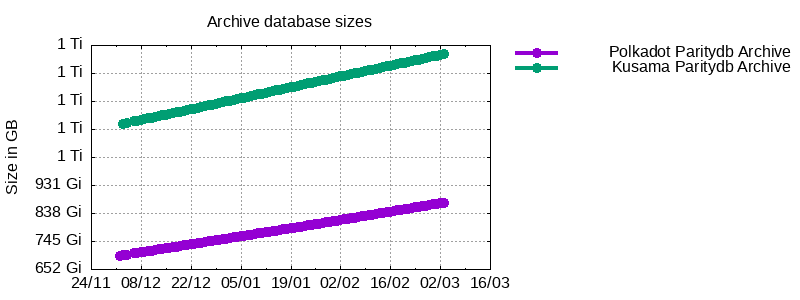 Archive database sizes
Polkadot Paritydb Archive
Kusama Paritydb Archive
Size in GB
1 Ti
1 Ti
1 Ti
1 Ti
1 Ti
931 Gi
838 Gi
745 Gi
652 Gi
24/11 08/12 22/12 05/01 19/01 02/02 16/02 02/03 16/03